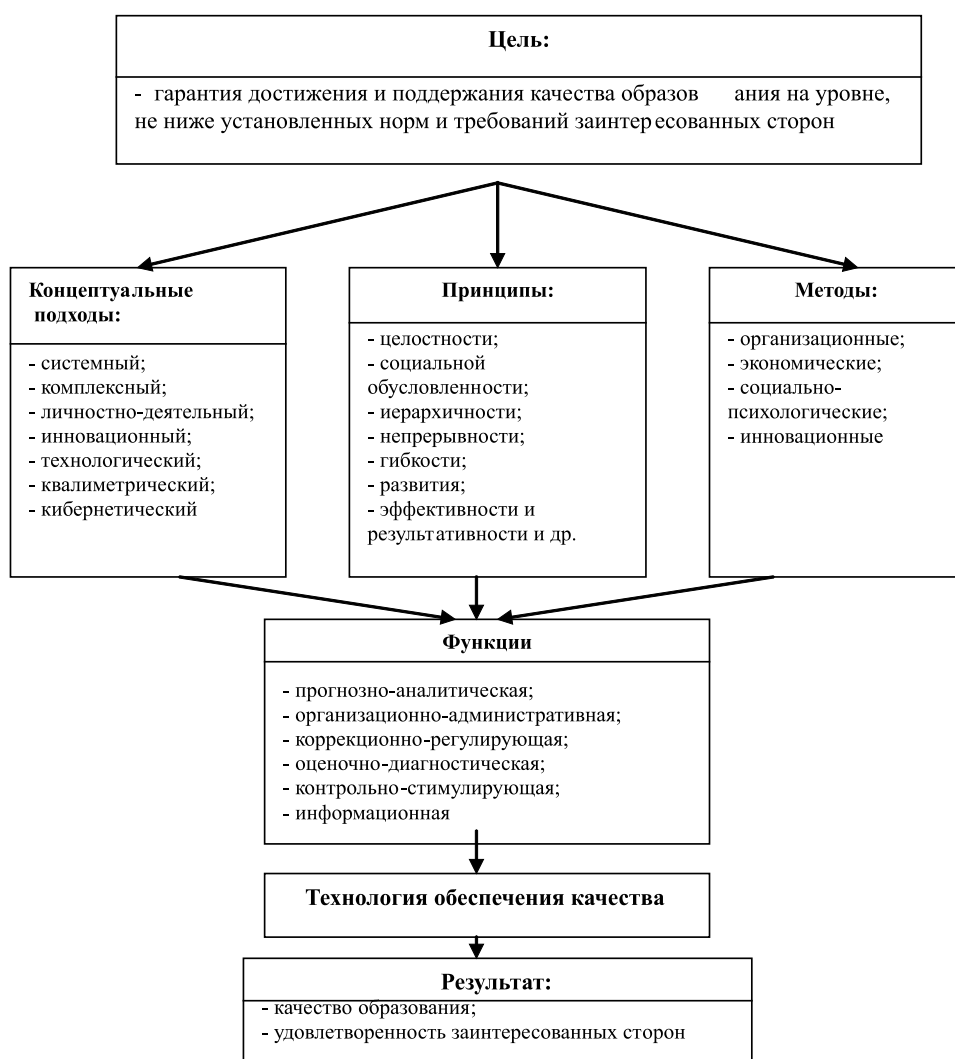 Цель:
- гарантия достижения и поддержания качества образов ания на уровне,
не ниже установленных норм и требований заинтересованных сторон
Концептуальные
подходы:
- системный;
- комплексный;
- личностно-деятельный;
- инновационный;
- технологический;
- квалиметрический;
- кибернетический
Принципы:
- целостности;
- социальной
обусловленности;
- иерархичности;
- непрерывности;
- гибкости;
- развития;
- эффективности и
результативности и др.
Методы:
- организационные;
- экономические;
- социально-
психологические;
- инновационные
Функции
- прогнозно-аналитическая;
- организационно-административная;
- коррекционно-регулирующая;
- оценочно-диагностическая;
- контрольно-стимулирующая;
- информационная
Технология обеспечения качества
Результат:
- качество образования;
- удовлетворенность заинтересованных сторон